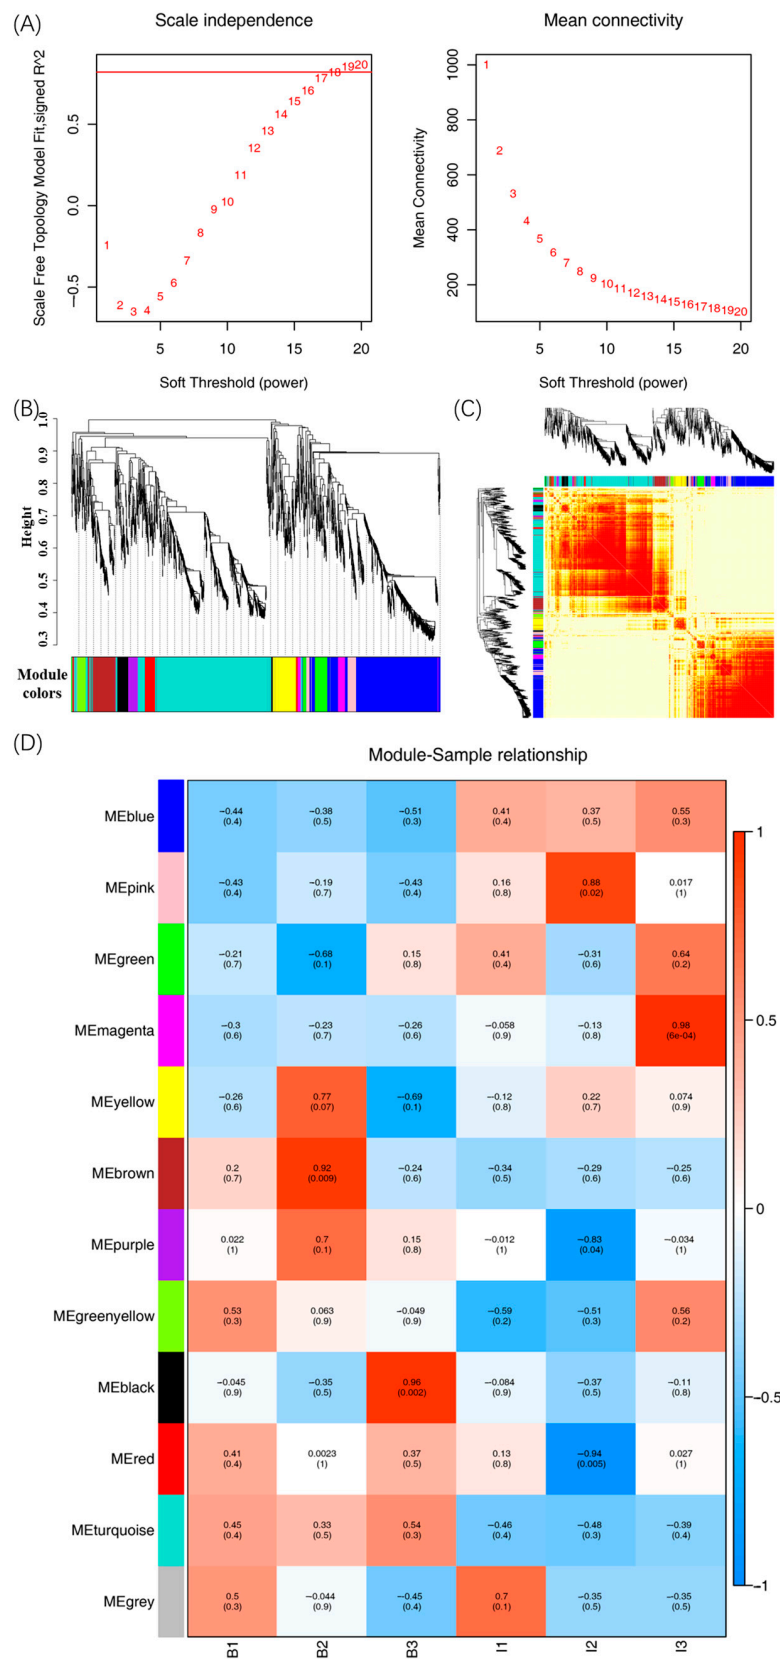 (A)
Scale independence
Scale Free Topology Model Fit,signed R^2
0.5
0.0
−0.5
1
2
3
4
5
6
7
8
9
10
11
12
13
14
15
16
17
18
19
20
5
10
15
20
Soft Threshold (power)
Mean connectivity
Mean Connectivity
1000
800
600
400
200
1
2
3
4
5
6
7
8
9
10
11
12
13
14
15
16
17
18
19
20
5
10
15
20
Soft Threshold (power)
(B)
Height
1.0
0.9
0.8
0.7
0.6
0.5
0.4
0.3
Module
colors
(C)
(D)
Module-Sample relationship
MEblue
−0.44 −0.38 −0.51 0.41 0.37 0.55
(0.4) (0.5) (0.3) (0.4) (0.5) (0.3)
MEpink
−0.43 −0.19 −0.43 0.16 0.88 0.017
(0.4) (0.7) (0.4) (0.8) (0.02) (1)
MEgreen
−0.21 −0.68 0.15 0.41 −0.31 0.64
(0.7) (0.1) (0.8) (0.4) (0.6) (0.2)
MEmagenta
−0.3 −0.23 −0.26 −0.058 −0.13 0.98
(0.6) (0.7) (0.6) (0.9) (0.8) (6e−04)
MEyellow
−0.26 0.77 −0.69 −0.12 0.22 0.074
(0.6) (0.07) (0.1) (0.8) (0.7) (0.9)
MEbrown
0.2 0.92 −0.24 −0.34 −0.29 −0.25
(0.7) (0.009) (0.6) (0.5) (0.6) (0.6)
MEpurple
0.022 0.7 0.15 −0.012 −0.83 −0.034
(1) (0.1) (0.8) (1) (0.04) (1)
MEgreenyellow
0.53 0.063 −0.049 −0.59 −0.51 0.56
(0.3) (0.9) (0.9) (0.2) (0.3) (0.2)
MEblack
−0.045 −0.35 0.96 −0.084 −0.37 −0.11
(0.9) (0.5) (0.002) (0.9) (0.5) (0.8)
MEred
0.41 0.0023 0.37 0.13 −0.94 0.027
(0.4) (1) (0.5) (0.8) (0.005) (1)
MEturquoise
0.45 0.33 0.54 −0.46 −0.48 −0.39
(0.4) (0.5) (0.3) (0.4) (0.3) (0.4)
MEgrey
0.5 −0.044 −0.45 0.7 −0.35 −0.35
(0.3) (0.9) (0.4) (0.1) (0.5) (0.5)
B1 B2 B3 I1 I2 I3
1
0.5
0
−0.5
−1